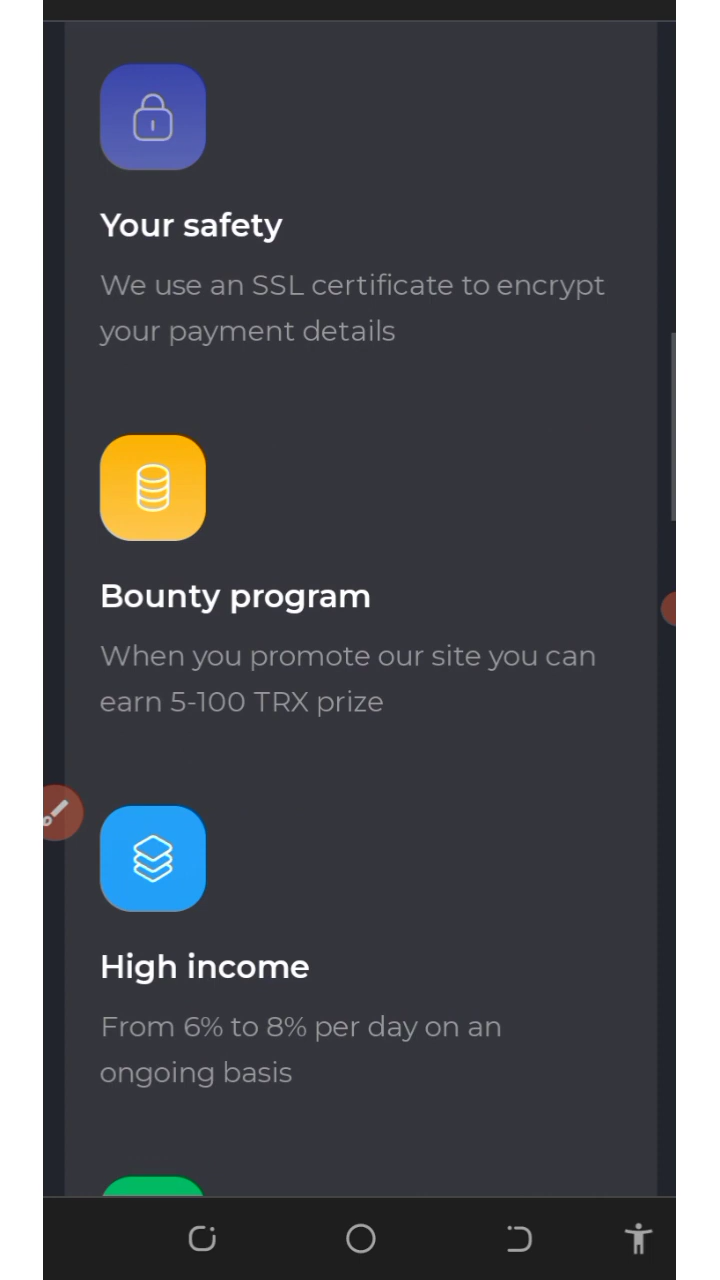 Your safety
We use an SSL certificate to encrypt
your payment details
Bounty program
When you promote our site you can
earn 5-100 TRX prize
High income
From 6% to 8% per day on an
ongoing basis